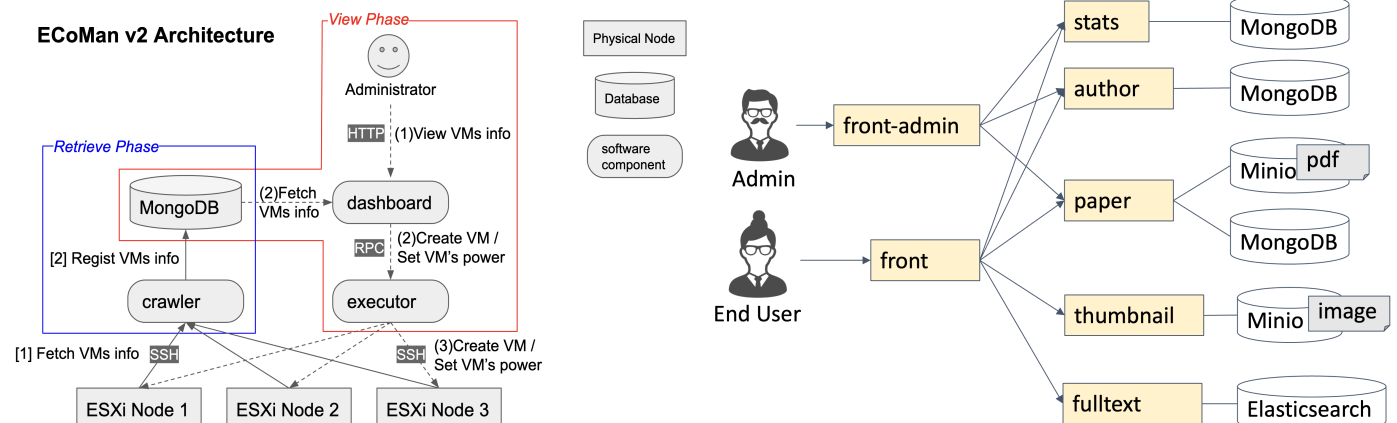 ECoMan v2 Architecture
View Phase
Administrator
HTTP
(1)View VMs info
Retrieve Phase
MongoDB
(2)Fetch
VMs info
dashboard
[2] Regist VMs info
RPC
(2)Create VM /
Set VM's power
crawler
executor
[1] Fetch VMs info
SSH
SSH
(3)Create VM /
Set VM's power
ESXi Node 1
ESXi Node 2
ESXi Node 3
Physical Node
Database
software
component
Admin
End User
front-admin
front
stats
MongoDB
author
MongoDB
paper
Minio
pdf
MongoDB
thumbnail
Minio
image
fulltext
Elasticsearch